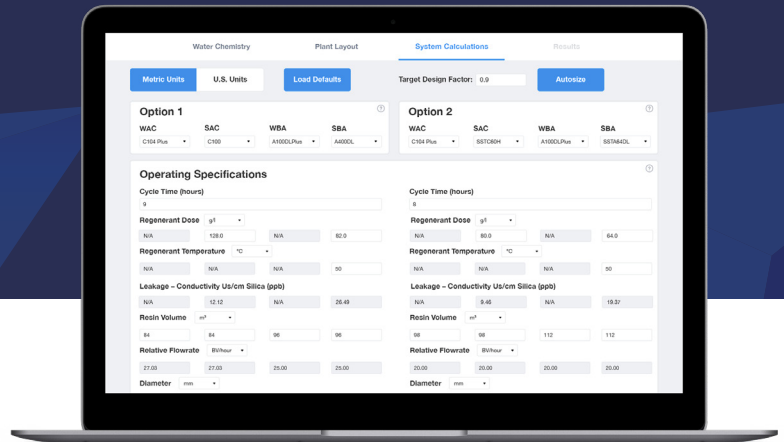 Water Chemistry Plant Layout System Calculations Results
Metric Units U.S. Units Load Defaults Target Design Factor: 0.9 Autosize
Option 1
WAC SAC WBA SBA
C104 Plus C100 A100DLPlus A400DL
Option 2
WAC SAC WBA SBA
C104 Plus SSTC80H A100DLPlus SSTA64DL
Operating Specifications
Cycle Time (hours) Cycle Time (hours)
9 8
Regenerant Dose g/l Regenerant Dose g/l
N/A 128.0 N/A 82.0 N/A 80.0 N/A 64.0
Regenerant Temperature °C Regenerant Temperature °C
N/A N/A N/A 50 N/A N/A N/A 50
Leakage – Conductivity Us/cm Silica (ppb) Leakage – Conductivity Us/cm Silica (ppb)
N/A 12.12 N/A 26.49 N/A 9.46 N/A 19.37
Resin Volume m³ Resin Volume m³
84 84 96 96 98 98 112 112
Relative Flowrate BV/hour Relative Flowrate BV/hour
27.03 27.03 25.00 25.00 20.00 20.00 20.00 20.00
Diameter mm Diameter mm